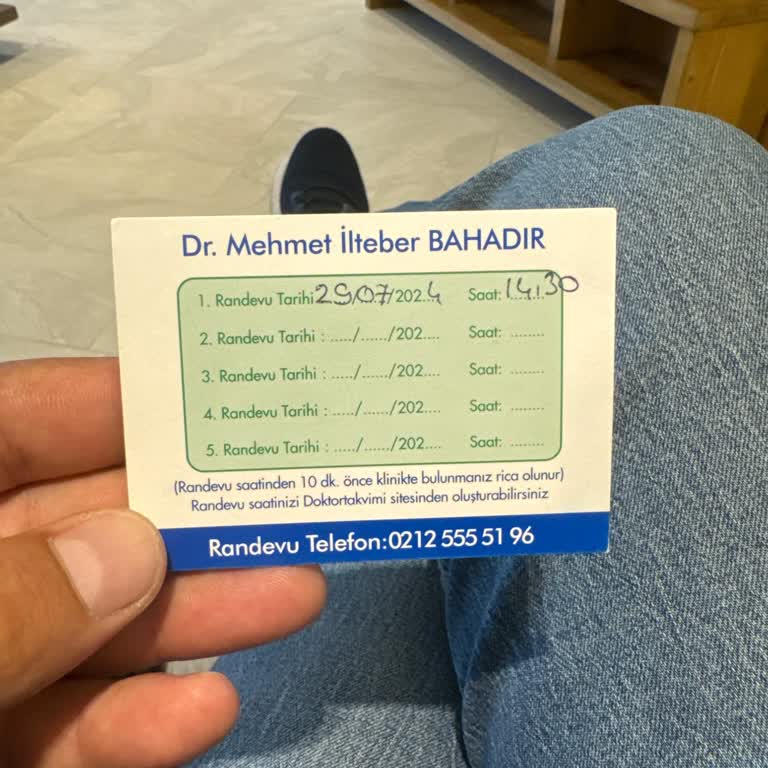 Dr. Mehmet İlteber BAHADIR
1. Randevu Tarihi 29/07/2024 Saat: 14:30
2. Randevu Tarihi : ...../....../202.... Saat: ........
3. Randevu Tarihi : ...../....../202.... Saat: ........
4. Randevu Tarihi : ...../....../202.... Saat: ........
5. Randevu Tarihi : ...../....../202.... Saat: ........
(Randevu saatinden 10 dk. önce klinikte bulunmanız rica olunur)
Randevu saatinizi Doktortakvimi sitesinden oluşturabilirsiniz
Randevu Telefon:0212 555 51 96